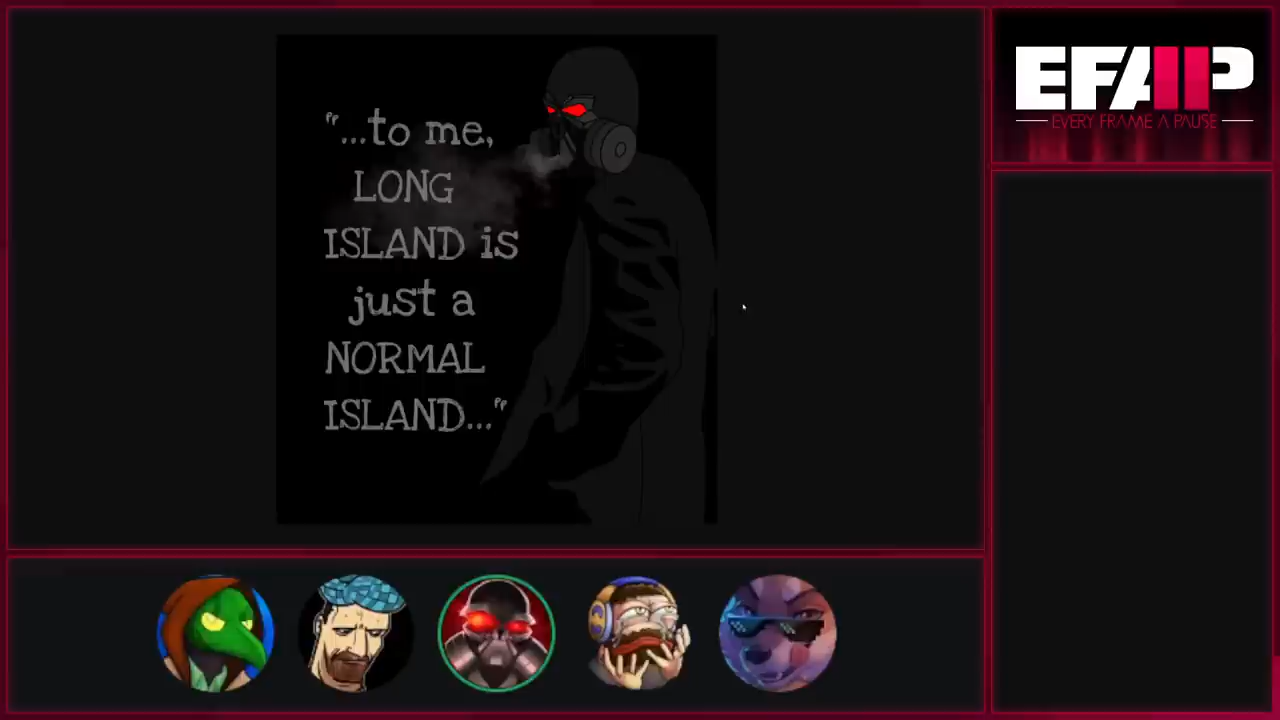 "...to me,
LONG
ISLAND is
just a
NORMAL
ISLAND..."
EFAP
EVERY FRAME A PAUSE